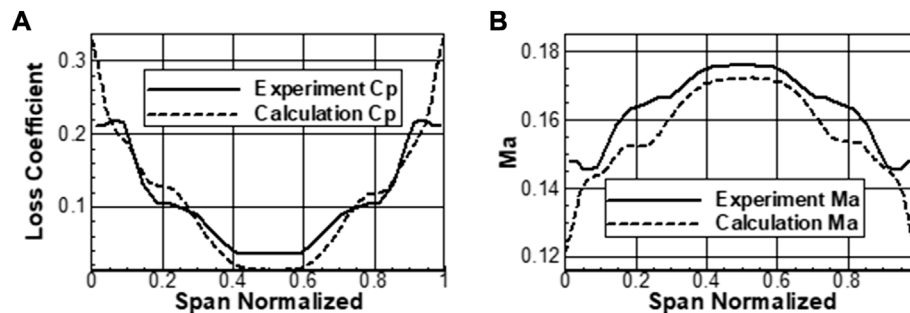 A
Loss Coefficient
0.3
0.2
0.1
Experiment Cp
Calculation Cp
0
0.2
0.4
0.6
0.8
1
Span Normalized
B
Ma
0.18
0.16
0.14
0.12
Experiment Ma
Calculation Ma
0
0.2
0.4
0.6
0.8
Span Normalized